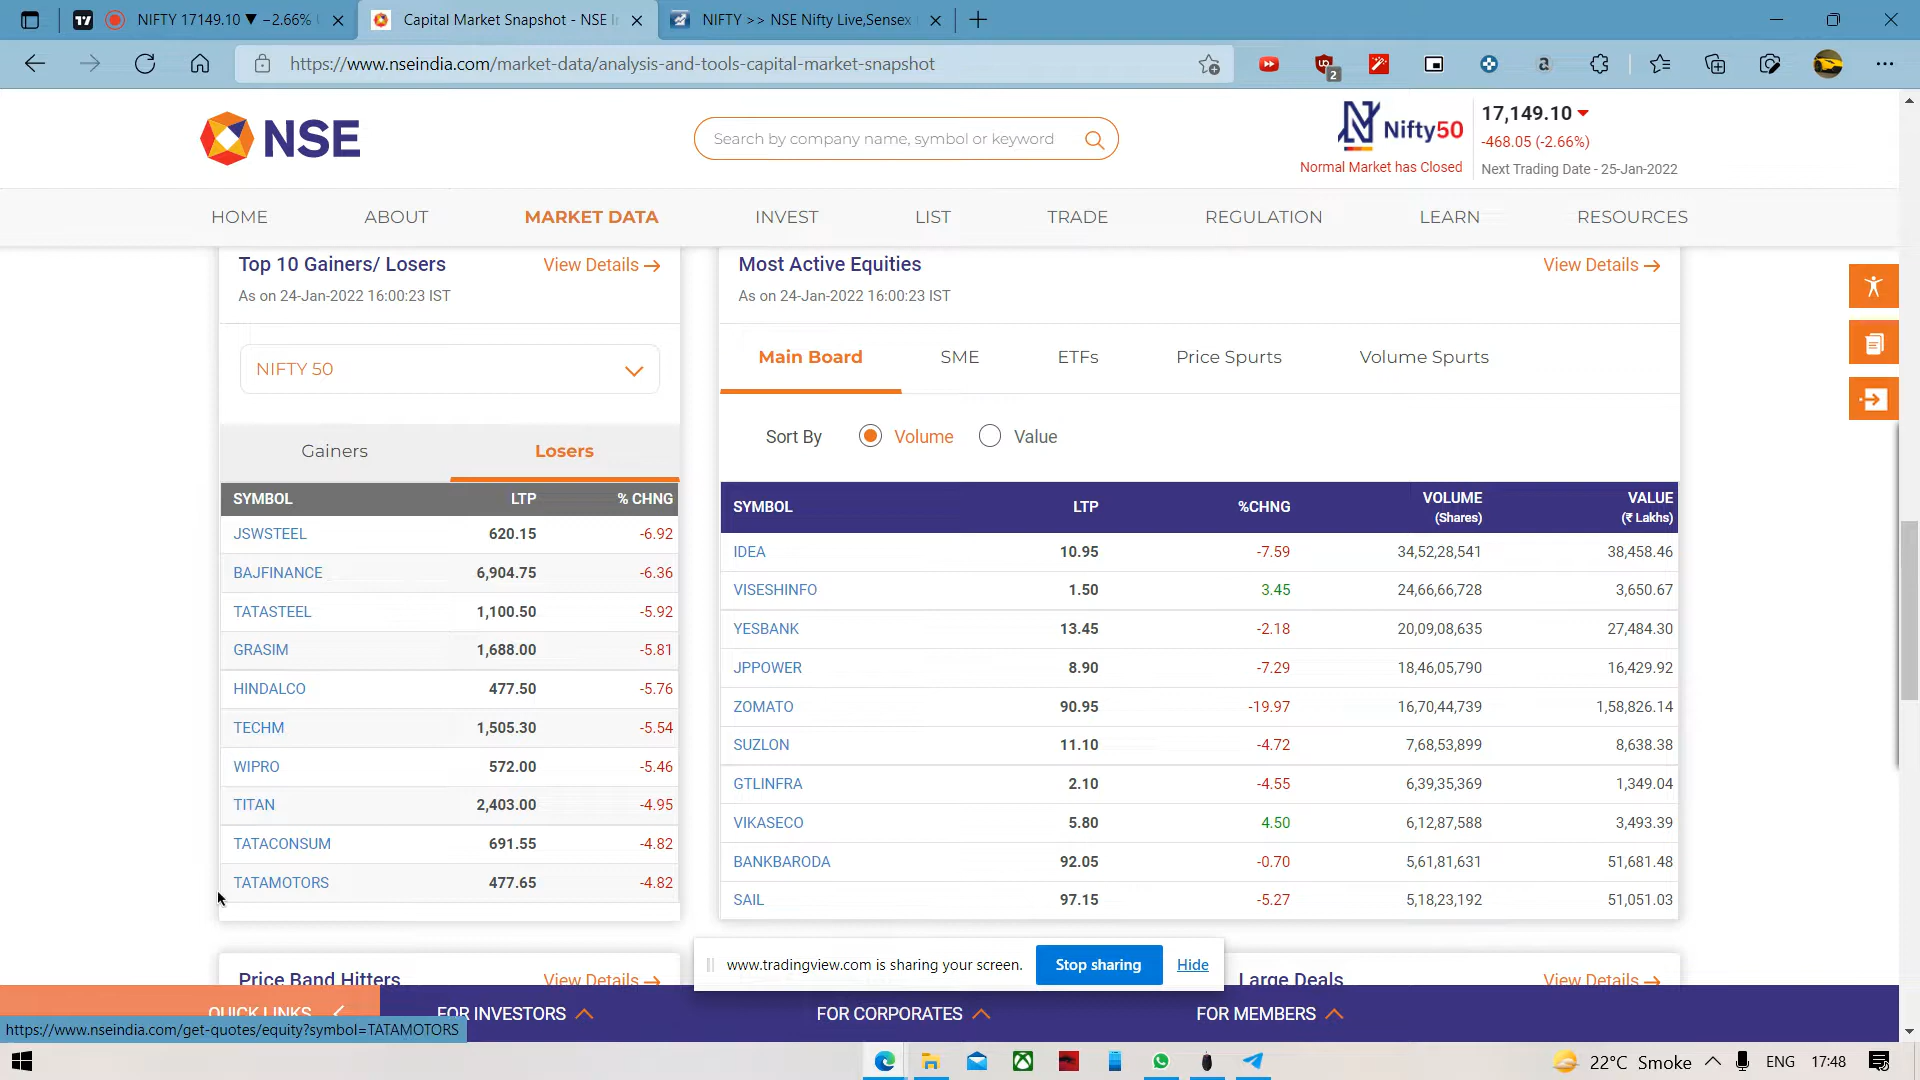 NIFTY 17149.10 ▼ −2.66%
Capital Market Snapshot - NSE In
NIFTY >> NSE Nifty Live,Sensex
https://www.nseindia.com/market-data/analysis-and-tools-capital-market-snapshot
2
NSE
Search by company name, symbol or keyword
Nifty50
17,149.10
-468.05 (-2.66%)
Normal Market has Closed
Next Trading Date - 25-Jan-2022
HOME ABOUT MARKET DATA INVEST LIST TRADE REGULATION LEARN RESOURCES
Top 10 Gainers/ Losers
View Details →
As on 24-Jan-2022 16:00:23 IST
NIFTY 50
Gainers Losers
SYMBOL LTP % CHNG
JSWSTEEL 620.15 -6.92
BAJFINANCE 6,904.75 -6.36
TATASTEEL 1,100.50 -5.92
GRASIM 1,688.00 -5.81
HINDALCO 477.50 -5.76
TECHM 1,505.30 -5.54
WIPRO 572.00 -5.46
TITAN 2,403.00 -4.95
TATACONSUM 691.55 -4.82
TATAMOTORS 477.65 -4.82
Most Active Equities
View Details →
As on 24-Jan-2022 16:00:23 IST
Main Board SME ETFs Price Spurts Volume Spurts
Sort By Volume Value
SYMBOL LTP %CHNG VOLUME (Shares) VALUE (₹ Lakhs)
IDEA 10.95 -7.59 34,52,28,541 38,458.46
VISESHINFO 1.50 3.45 24,66,66,728 3,650.67
YESBANK 13.45 -2.18 20,09,08,635 27,484.30
JPPOWER 8.90 -7.29 18,46,05,790 16,429.92
ZOMATO 90.95 -19.97 16,70,44,739 1,58,826.14
SUZLON 11.10 -4.72 7,68,53,899 8,638.38
GTLINFRA 2.10 -4.55 6,39,35,369 1,349.04
VIKASECO 5.80 4.50 6,12,87,588 3,493.39
BANKBARODA 92.05 -0.70 5,61,81,631 51,681.48
SAIL 97.15 -5.27 5,18,23,192 51,051.03
www.tradingview.com is sharing your screen. Stop sharing Hide
Price Band Hitters View Details →
Large Deals View Details →
QUICK LINKS FOR INVESTORS FOR CORPORATES FOR MEMBERS
https://www.nseindia.com/get-quotes/equity?symbol=TATAMOTORS
22°C Smoke ENG 17:48